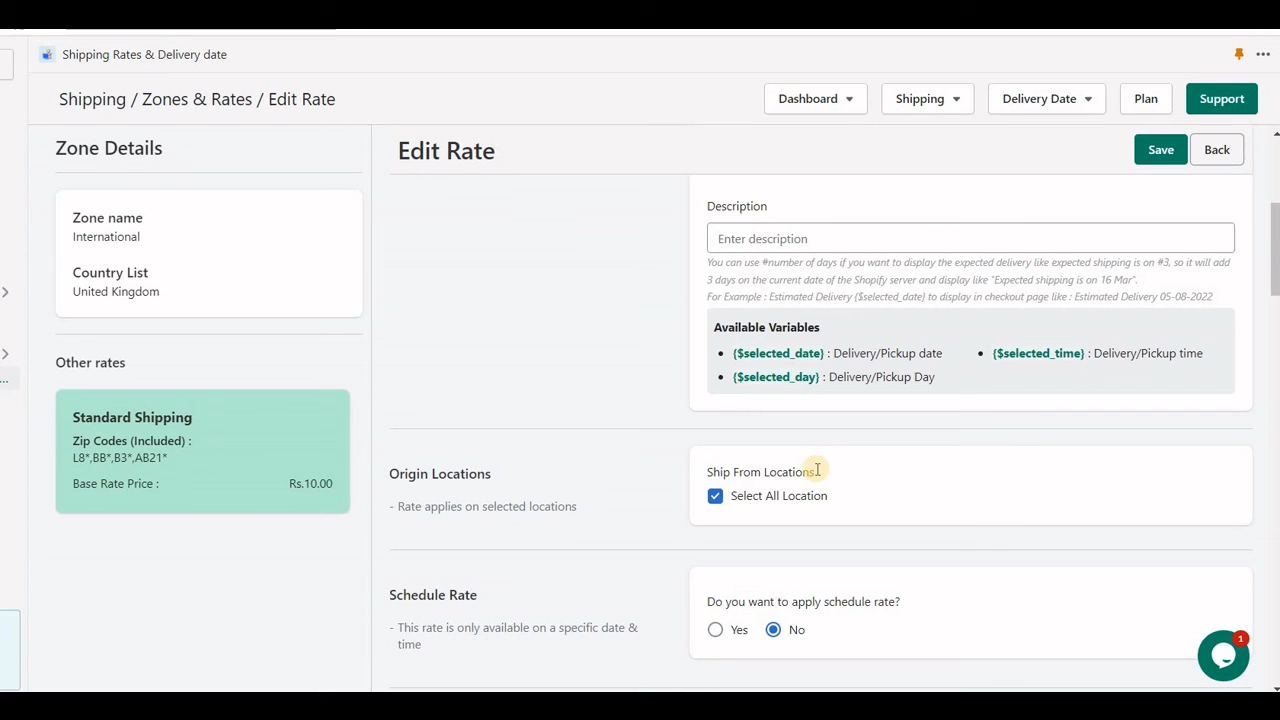 Shipping Rates & Delivery date
Shipping / Zones & Rates / Edit Rate
Dashboard
Shipping
Delivery Date
Plan
Support
Zone Details
Zone name
International
Country List
United Kingdom
Other rates
Standard Shipping
Zip Codes (Included) :
L8*,BB*,B3*,AB21*
Base Rate Price : Rs.10.00
Edit Rate
Save
Back
Description
Enter description
You can use #number of days if you want to display the expected delivery like expected shipping is on #3, so it will add
3 days on the current date of the Shopify server and display like "Expected shipping is on 16 Mar".
For Example : Estimated Delivery {$selected_date} to display in checkout page like : Estimated Delivery 05-08-2022
Available Variables
{$selected_date} : Delivery/Pickup date
{$selected_time} : Delivery/Pickup time
{$selected_day} : Delivery/Pickup Day
Origin Locations
- Rate applies on selected locations
Ship From Locations
Select All Location
Schedule Rate
- This rate is only available on a specific date &
time
Do you want to apply schedule rate?
Yes
No
1